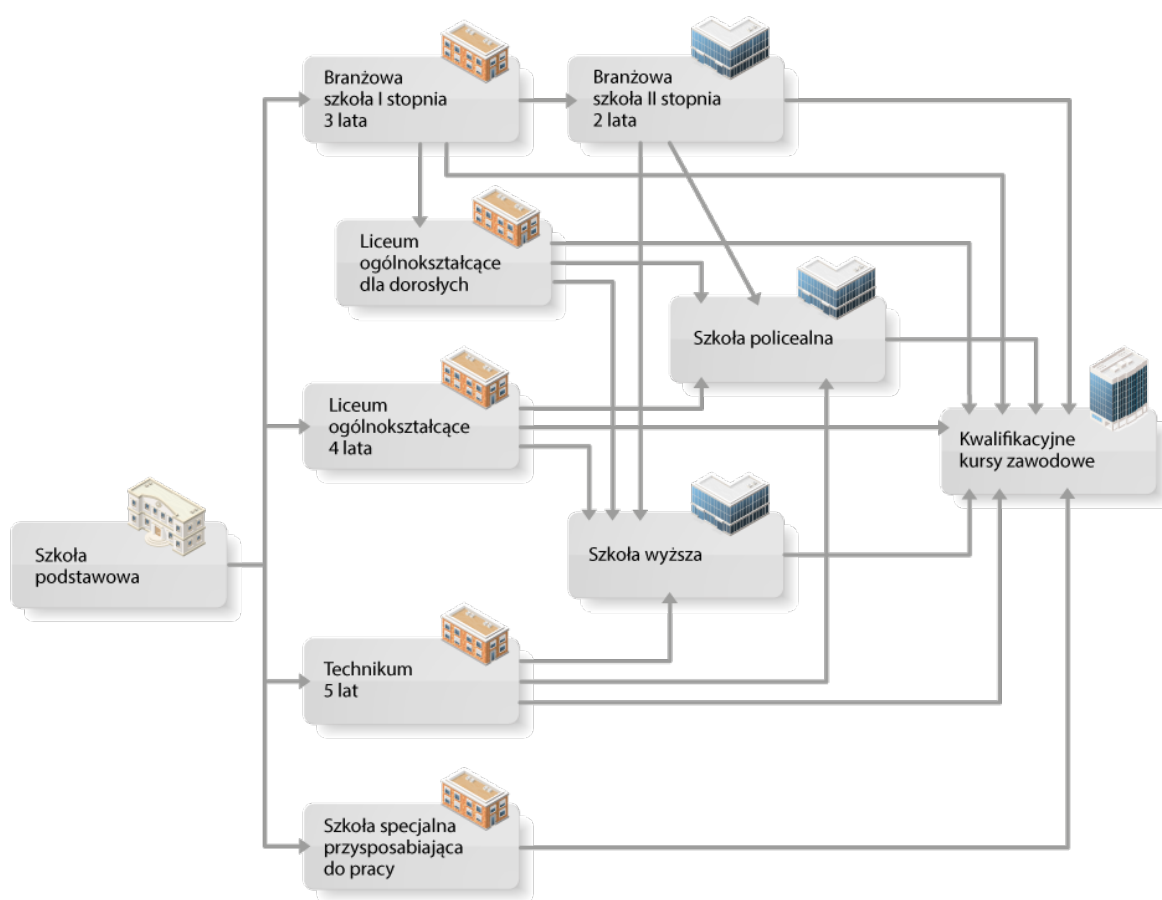 Branżowa
szkoła I stopnia
3 lata
Branżowa
szkoła II stopnia
2 lata
Liceum
ogólnokształcące
dla dorosłych
Szkoła policealna
Liceum
ogólnokształcące
4 lata
Kwalifikacyjne
kursy zawodowe
Szkoła
podstawowa
Szkoła wyższa
Technikum
5 lat
Szkoła specjalna
przysposabiająca
do pracy